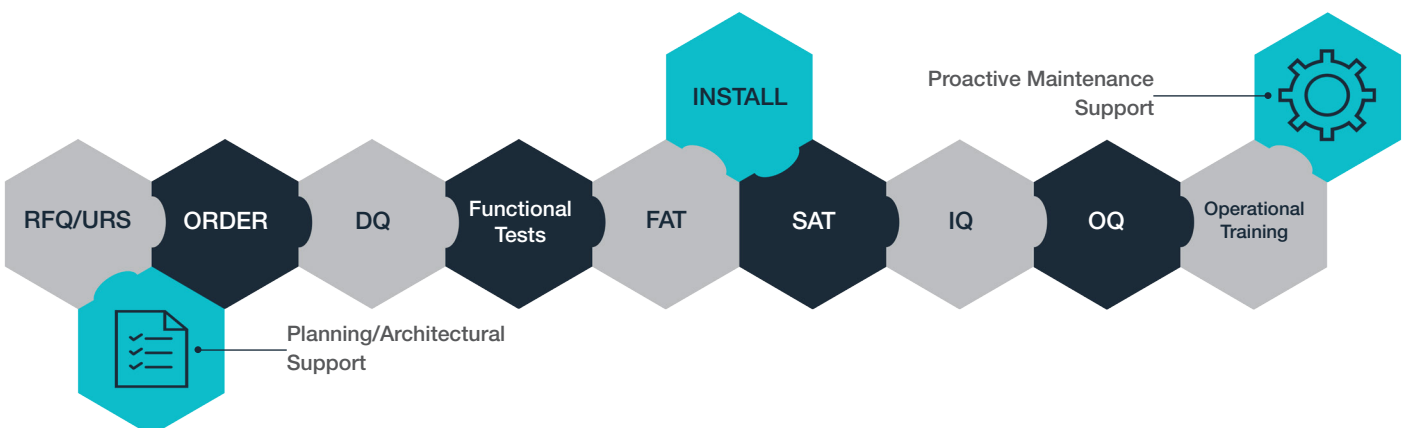 INSTALL
Proactive Maintenance
Support
RFQ/URS
ORDER
DQ
Functional
Tests
FAT
SAT
IQ
OQ
Operational
Training
Planning/Architectural
Support